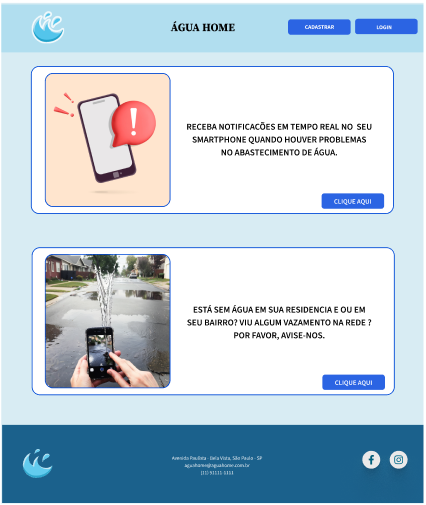 ÁGUA HOME
CADASTRAR
LOGIN
RECEBA NOTIFICACÕES EM TEMPO REAL NO SEU
SMARTPHONE QUANDO HOUVER PROBLEMAS
NO ABASTECIMENTO DE ÁGUA.
CLIQUE AQUI
ESTÁ SEM ÁGUA EM SUA RESIDENCIA E OU EM
SEU BAIRRO? VIU ALGUM VAZAMENTO NA REDE ?
POR FAVOR, AVISE-NOS.
CLIQUE AQUI
Avenida Paulista - Bela Vista, São Paulo - SP
aguahome@aguahome.com.br
(11) 51111-1111